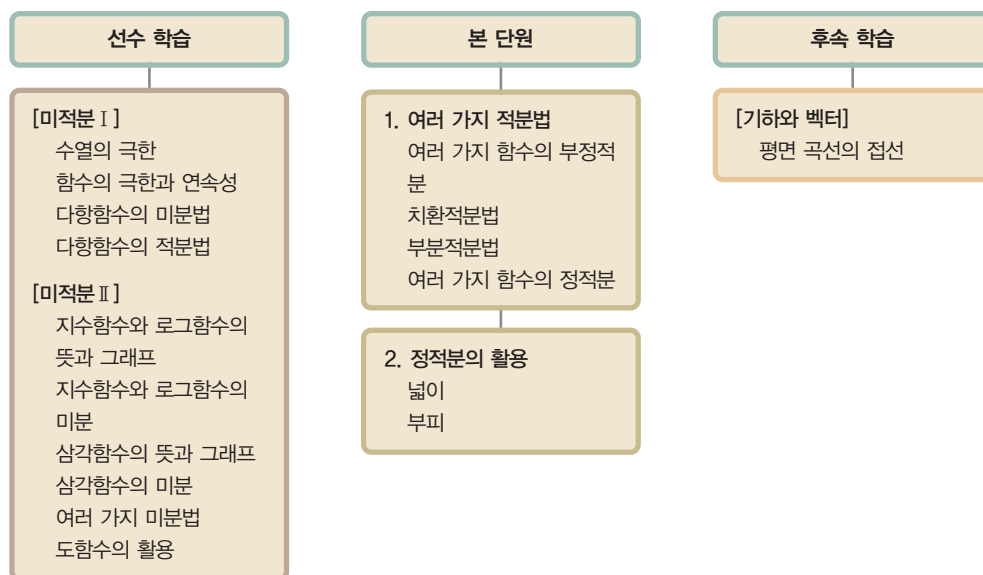 선수 학습
[미적분Ⅰ]
수열의 극한
함수의 극한과 연속성
다항함수의 미분법
다항함수의 적분법
[미적분Ⅱ]
지수함수와 로그함수의
뜻과 그래프
지수함수와 로그함수의
미분
삼각함수의 뜻과 그래프
삼각함수의 미분
여러 가지 미분법
도함수의 활용
본 단원
1. 여러 가지 적분법
여러 가지 함수의 부정적
분
치환적분법
부분적분법
여러 가지 함수의 정적분
2. 정적분의 활용
넓이
부피
후속 학습
[기하와 벡터]
평면 곡선의 접선